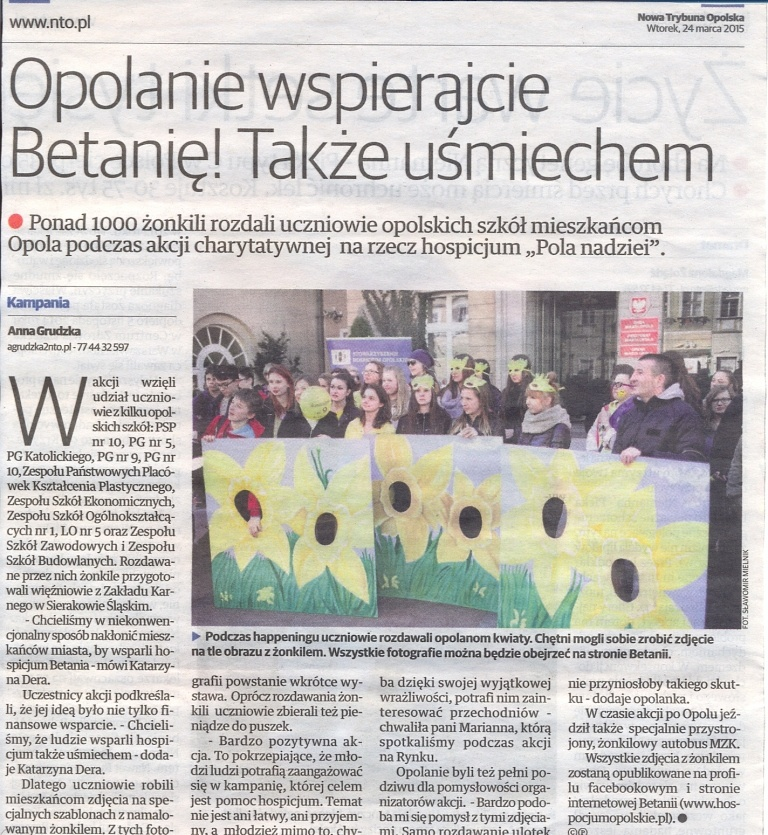 www.nto.pl
Nowa Trybuna Opolska
Wtorek, 24 marca 2015
Opolanie wspierajcie
Betanię! Także uśmiechem
● Ponad 1000 żonkili rozdali uczniowie opolskich szkół mieszkańcom
Opola podczas akcji charytatywnej na rzecz hospicjum „Pola nadziei”.
Kampania
Anna Grudzka
agrudzka2nto.pl - 77 44 32 597
W akcji wzięli
udział uczniowie
z kilku opolskich
szkół: PSP
nr 10, PG nr 5,
PG Katolickiego, PG nr 9, PG nr
10, Zespołu Państwowych Placówek
Kształcenia Plastycznego,
Zespołu Szkół Ekonomicznych,
Zespołu Szkół Ogólnokształcących
nr 1, LO nr 5 oraz Zespołu
Szkół Zawodowych i Zespołu
Szkół Budowlanych. Rozdawane
przez nich żonkile przygotowali
więźniowie z Zakładu Karnego
w Sierakowie Śląskim.
- Chcieliśmy w niekonwencjonalny
sposób nakłonić mieszkańców
miasta, by wsparli hospicjum
Betania - mówi Katarzyna
Dera.
Uczestnicy akcji podkreślali,
że jej ideą było nie tylko finansowe
wsparcie. - Chcieliśmy,
że ludzie wsparli hospicjum
także uśmiechem - dodaje
Katarzyna Dera.
Dlatego uczniowie robili
mieszkańcom zdjęcia na specjalnych
szablonach z namalowanym
żonkilem. Z tych foto-
FOT. SŁAWOMIR MIELNIK
▶ Podczas happeningu uczniowie rozdawali opolanom kwiaty. Chętni mogli sobie zrobić zdjęcie
na tle obrazu z żonkilem. Wszystkie fotografie można będzie obejrzeć na stronie Betanii.
grafii powstanie wkrótce wystawa.
Oprócz rozdawania żonkili
uczniowie zbierali też pieniądze
do puszek.
- Bardzo pozytywna akcja.
To pokrzepiające, że młodzi
ludzi potrafią zaangażować
się w kampanię, której celem
jest pomoc hospicjum. Temat
nie jest ani łatwy, ani przyjemny,
a młodzież mimo to, chy-
ba dzięki swojej wyjątkowej
wrażliwości, potrafi nim zainteresować
przechodniów -
chwaliła pani Marianna, którą
spotkaliśmy podczas akcji
na Rynku.
Opolanie byli też pełni podziwu
dla pomysłowości organizatorów
akcji. - Bardzo podoba
mi się pomysł z tymi zdjęciami.
Samo rozdawanie ulotek
nie przyniosłoby takiego skutku
- dodaje opolanka.
W czasie akcji po Opolu jeździł
także specjalnie przystrojony,
żonkilowy autobus MZK.
Wszystkie zdjęcia z żonkilem
zostaną opublikowane na profilu
facebookowym i stronie
internetowej Betanii (www.hospocjumopolskie.pl). ●
©℗